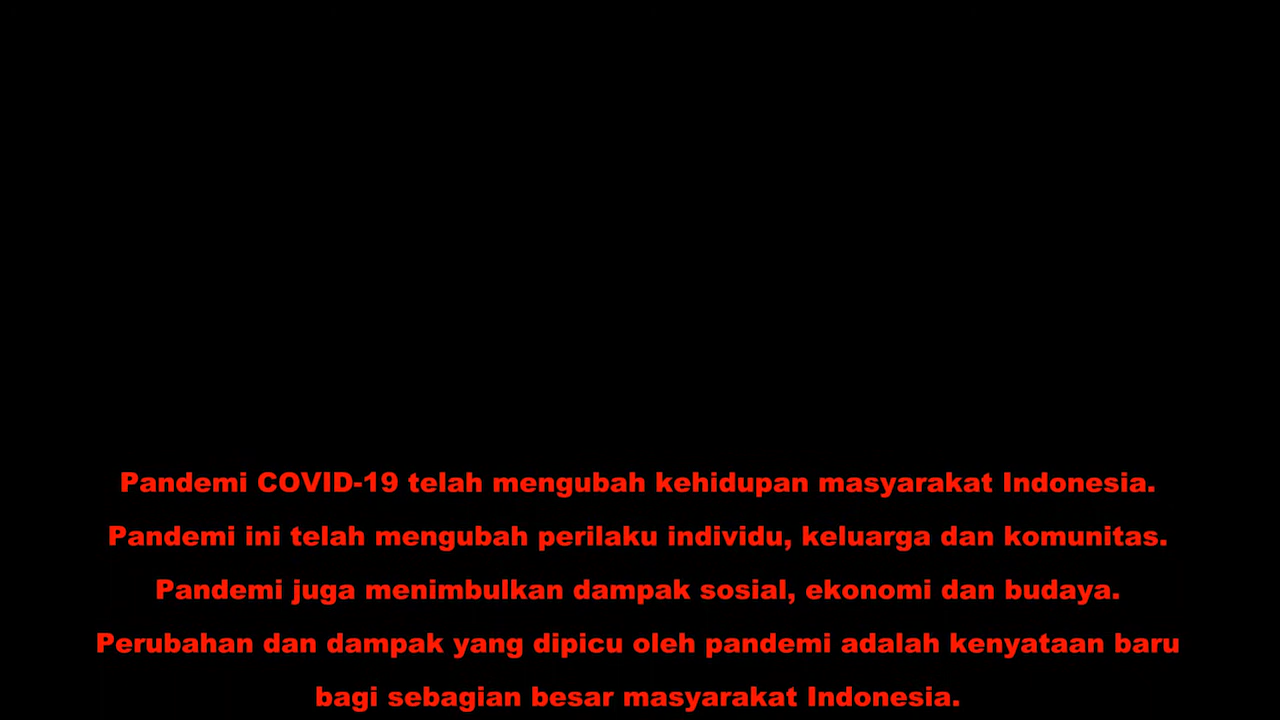 Pandemi COVID-19 telah mengubah kehidupan masyarakat Indonesia.
Pandemi ini telah mengubah perilaku individu, keluarga dan komunitas.
Pandemi juga menimbulkan dampak sosial, ekonomi dan budaya.
Perubahan dan dampak yang dipicu oleh pandemi adalah kenyataan baru
bagi sebagian besar masyarakat Indonesia.